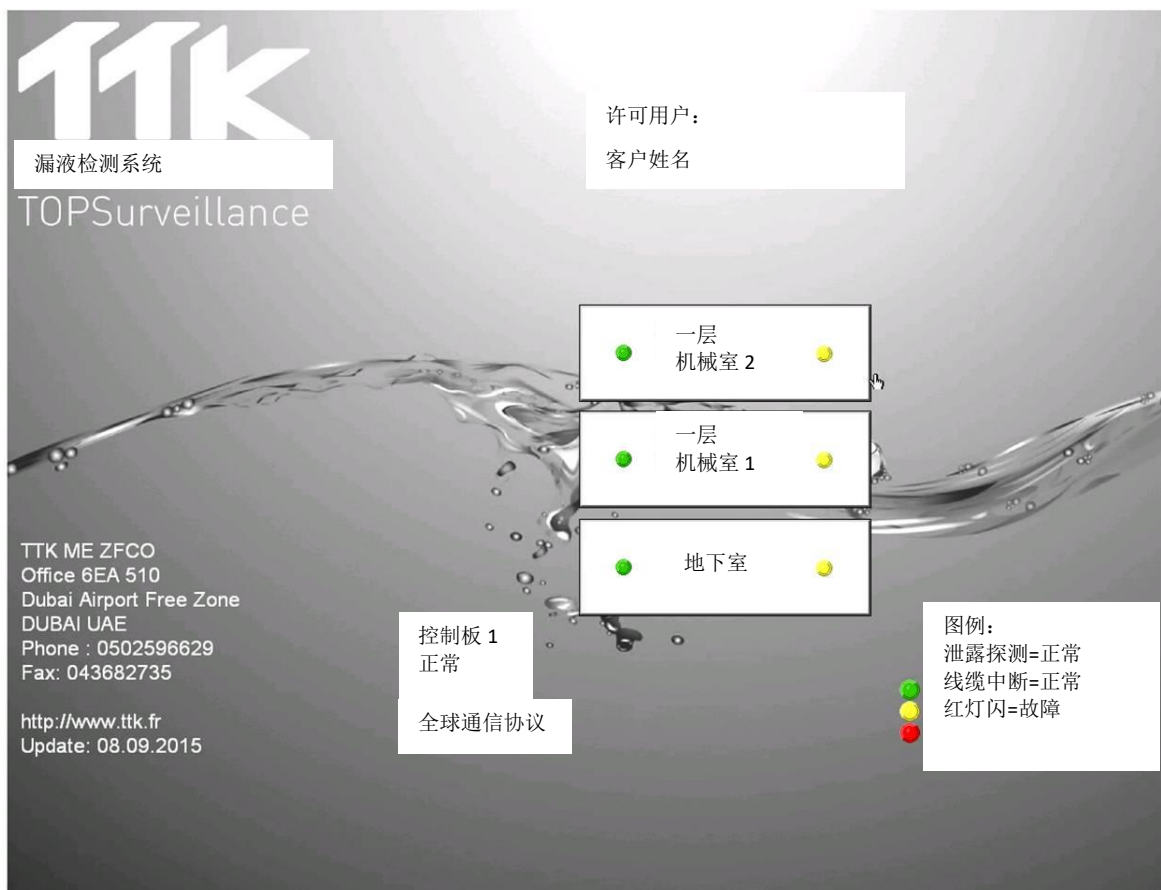 TTK
漏液检测系统
TOPSurveillance
许可用户：
客户姓名
一层
机械室 2
一层
机械室 1
地下室
TTK ME ZFCO
Office 6EA 510
Dubai Airport Free Zone
DUBAI UAE
Phone : 0502596629
Fax: 043682735
http://www.ttk.fr
Update: 08.09.2015
控制板 1
正常
全球通信协议
图例：
泄露探测=正常
线缆中断=正常
红灯闪=故障